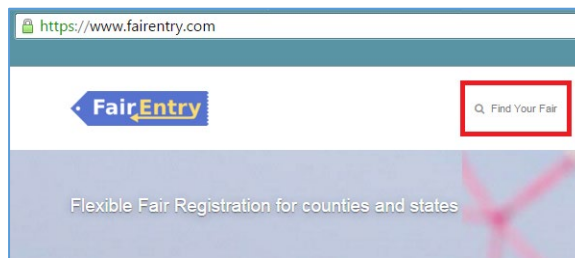 https://www.fairentry.com
FairEntry
Find Your Fair
Flexible Fair Registration for counties and states